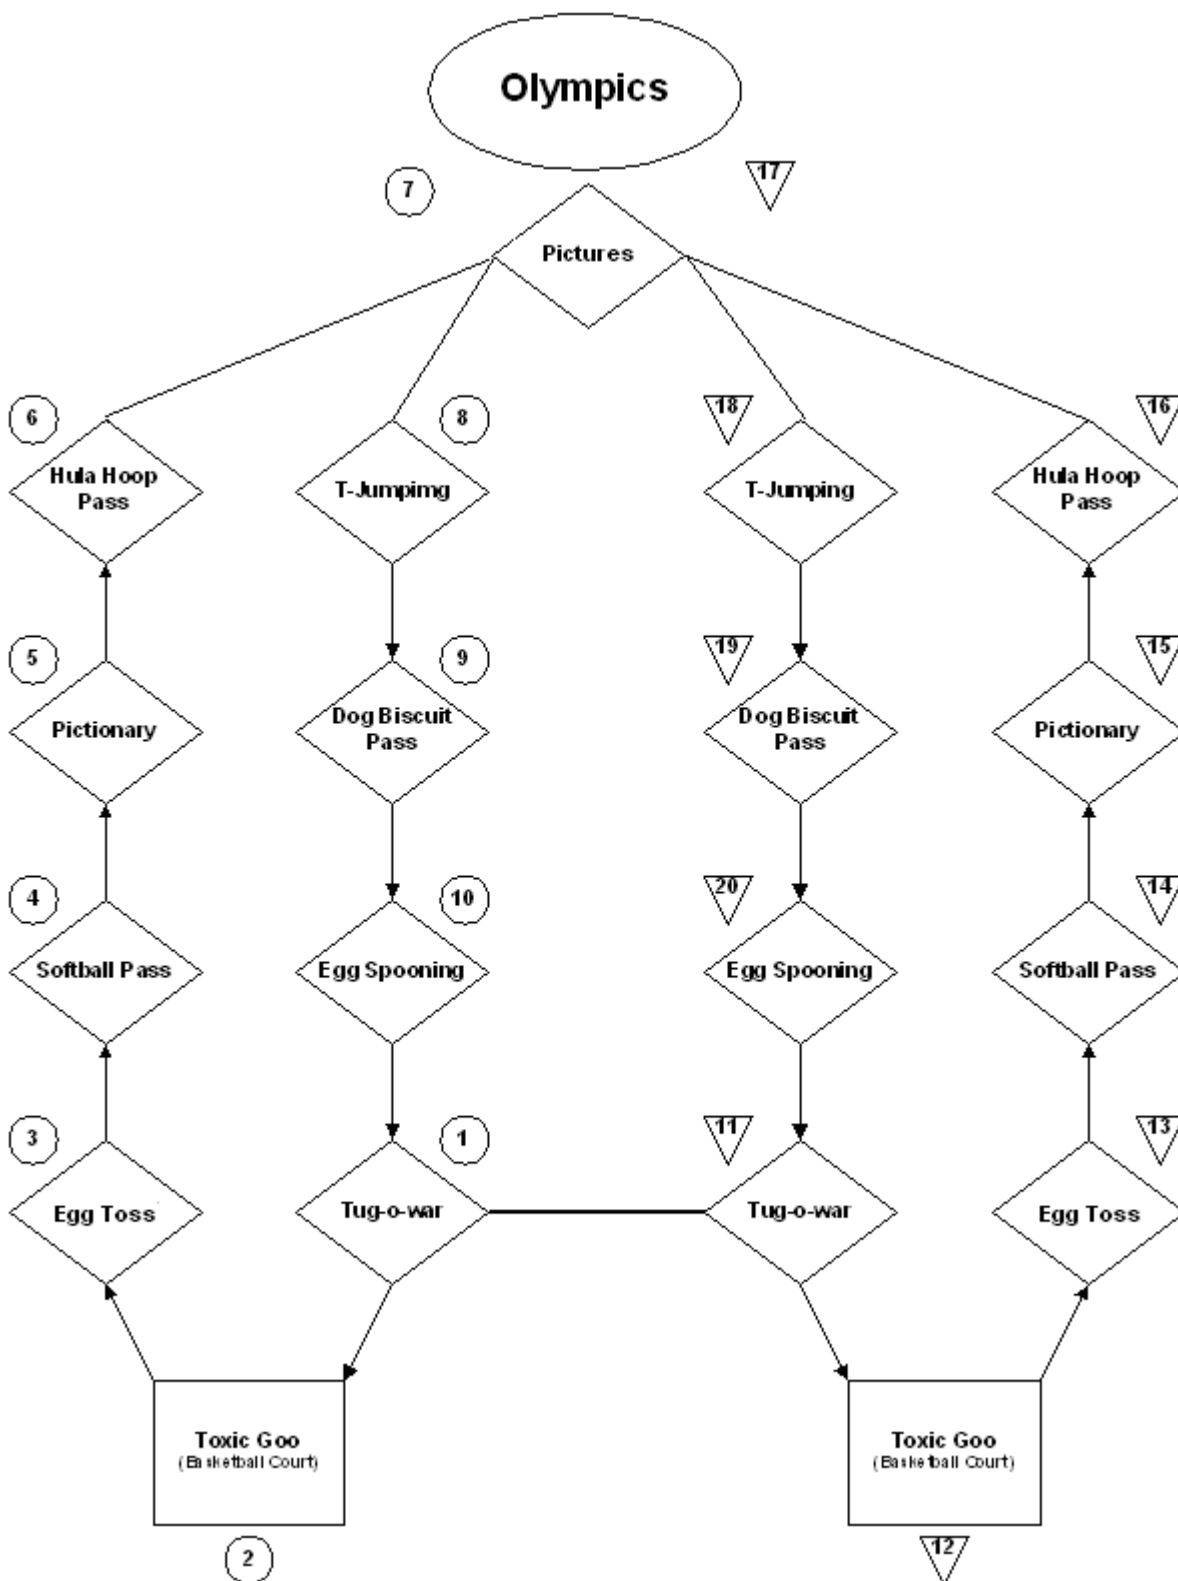 Olympics
7
17
Pictures
6
8
18
16
Hula Hoop
Pass
T-Jumpimg
T-Jumping
Hula Hoop
Pass
5
9
19
15
Pictionary
Dog Biscuit
Pass
Dog Biscuit
Pass
Pictionary
4
10
20
14
Softball Pass
Egg Spooning
Egg Spooning
Softball Pass
3
1
11
13
Egg Toss
Tug-o-war
Tug-o-war
Egg Toss
Toxic Goo
(Basketball Court)
Toxic Goo
(Basketball Court)
2
12